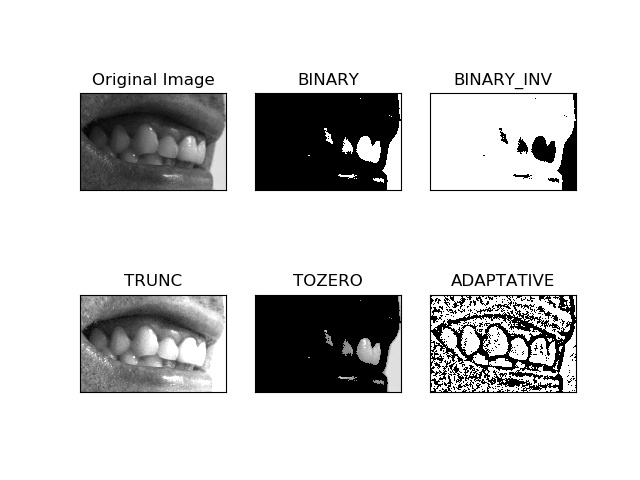 Original Image
BINARY
BINARY_INV
TRUNC
TOZERO
ADAPTATIVE